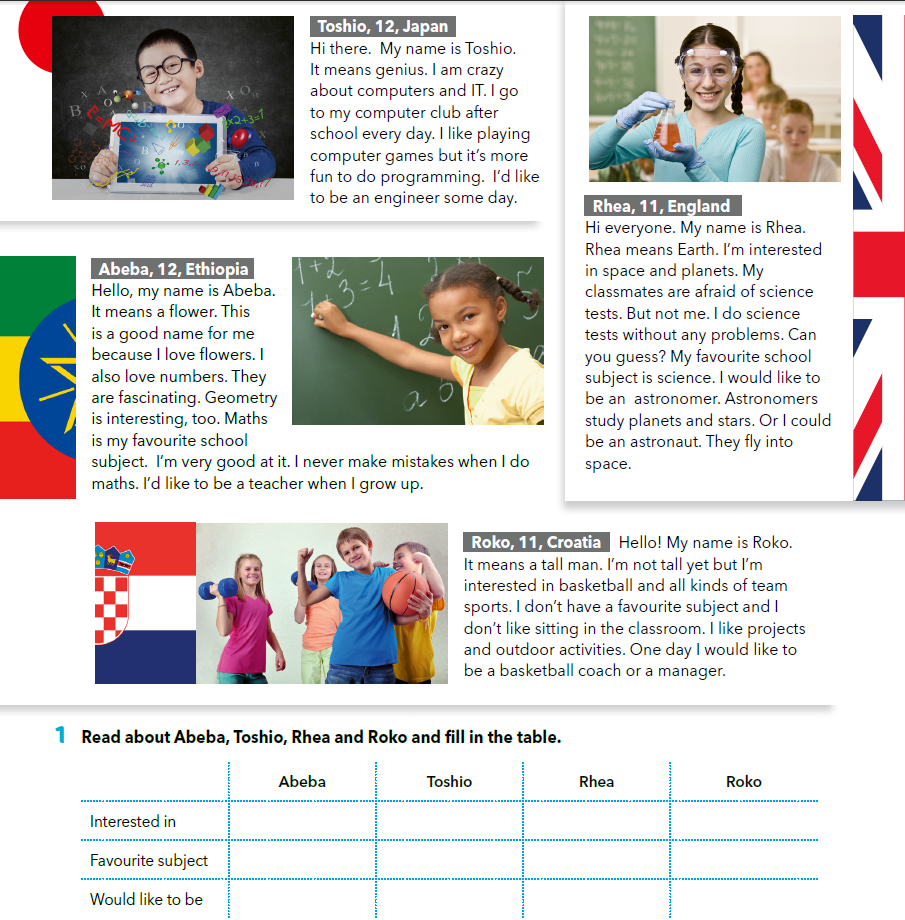 Toshio, 12, Japan
Hi there.  My name is Toshio.
It means genius. I am crazy
about computers and IT. I go
to my computer club after
school every day. I like playing
computer games but it's more
fun to do programming.  I'd like
to be an engineer some day.
Rhea, 11, England
Hi everyone. My name is Rhea.
Rhea means Earth. I'm interested
in space and planets. My
classmates are afraid of science
tests. But not me. I do science
tests without any problems. Can
you guess? My favourite school
subject is science. I would like to
be an  astronomer. Astronomers
study planets and stars. Or I could
be an astronaut. They fly into
space.
Abeba, 12, Ethiopia
Hello, my name is Abeba.
It means a flower. This
is a good name for me
because I love flowers. I
also love numbers. They
are fascinating. Geometry
is interesting, too. Maths
is my favourite school
subject.  I'm very good at it. I never make mistakes when I do
maths. I'd like to be a teacher when I grow up.
Roko, 11, Croatia  Hello! My name is Roko.
It means a tall man. I'm not tall yet but I'm
interested in basketball and all kinds of team
sports. I don't have a favourite subject and I
don't like sitting in the classroom. I like projects
and outdoor activities. One day I would like to
be a basketball coach or a manager.
1 Read about Abeba, Toshio, Rhea and Roko and fill in the table.
Abeba Toshio Rhea Roko
Interested in
Favourite subject
Would like to be